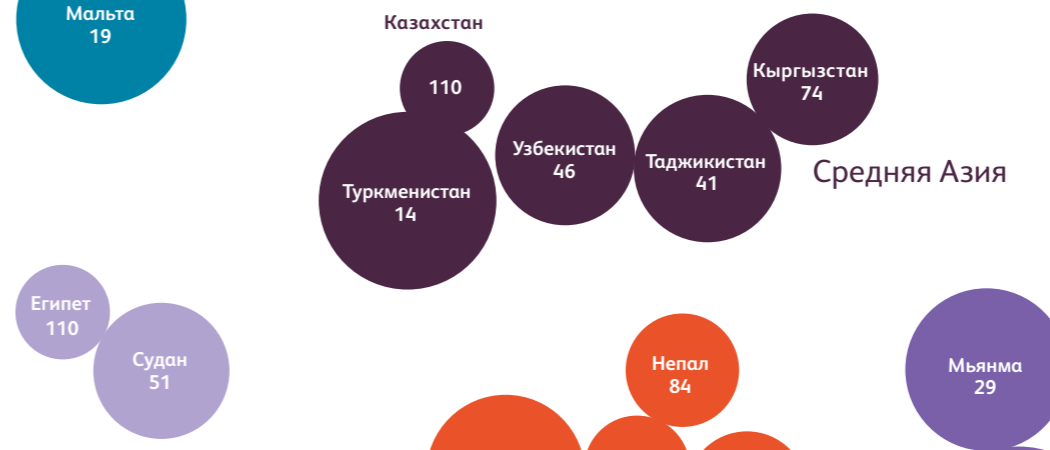 Мальта
19
Казахстан
110
Кыргызстан
74
Узбекистан
46
Таджикистан
41
Средняя Азия
Туркменистан
14
Египет
110
Судан
51
Непал
84
Мьянма
29